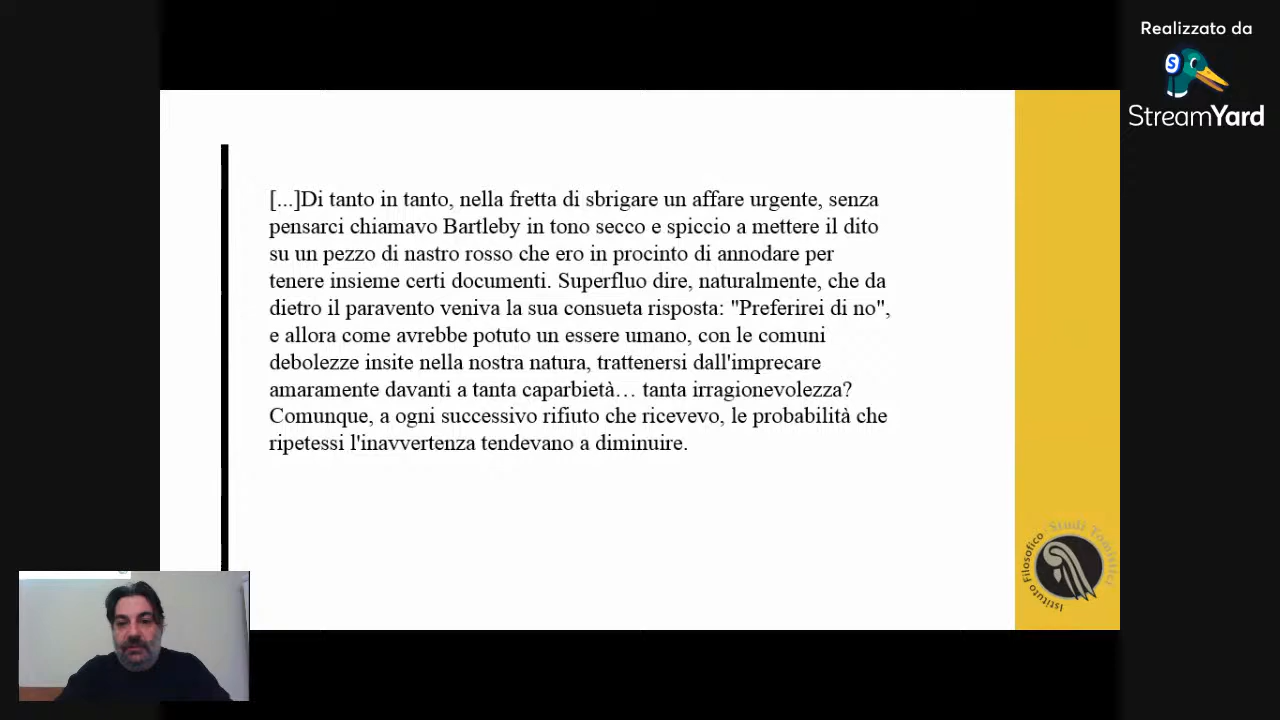 Realizzato da
StreamYard
[...]Di tanto in tanto, nella fretta di sbrigare un affare urgente, senza
pensarci chiamavo Bartleby in tono secco e spiccio a mettere il dito
su un pezzo di nastro rosso che ero in procinto di annodare per
tenere insieme certi documenti. Superfluo dire, naturalmente, che da
dietro il paravento veniva la sua consueta risposta: "Preferirei di no",
e allora come avrebbe potuto un essere umano, con le comuni
debolezze insite nella nostra natura, trattenersi dall'imprecare
amaramente davanti a tanta caparbietà… tanta irragionevolezza?
Comunque, a ogni successivo rifiuto che ricevevo, le probabilità che
ripetessi l'inavvertenza tendevano a diminuire.
Istituto Filosofico Studi Tomistici